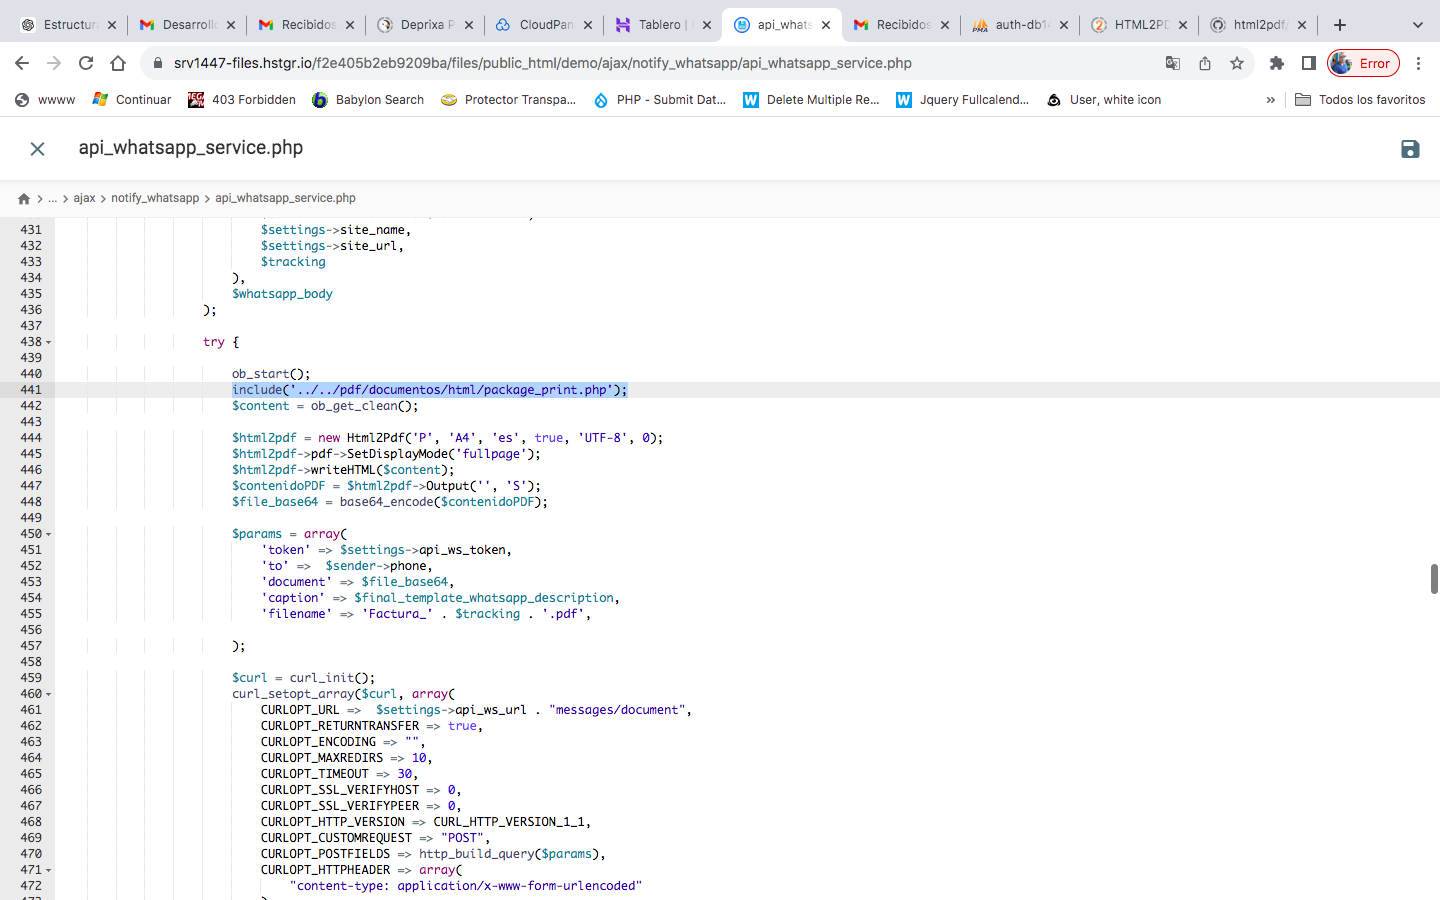 Estructura
Desarrollo
Recibidos
Deprixa P
CloudPan
Tablero |
api_whats
Recibidos
auth-db14
HTML2PD
html2pdf/
srv1447-files.hstgr.io/f2e405b2eb9209ba/files/public_html/demo/ajax/notify_whatsapp/api_whatsapp_service.php
Error
wwww
Continuar
403 Forbidden
Babylon Search
Protector Transpa...
PHP - Submit Dat...
Delete Multiple Re...
Jquery Fullcalend...
User, white icon
»
Todos los favoritos
api_whatsapp_service.php
... > ajax > notify_whatsapp > api_whatsapp_service.php
431 $settings->site_name,
432 $settings->site_url,
433 $tracking
434 ),
435 $whatsapp_body
436 );
437
438 try {
439
440 ob_start();
441 include('../../pdf/documentos/html/package_print.php');
442 $content = ob_get_clean();
443
444 $html2pdf = new Html2Pdf('P', 'A4', 'es', true, 'UTF-8', 0);
445 $html2pdf->pdf->SetDisplayMode('fullpage');
446 $html2pdf->writeHTML($content);
447 $contenidoPDF = $html2pdf->Output('', 'S');
448 $file_base64 = base64_encode($contenidoPDF);
449
450 $params = array(
451 'token' => $settings->api_ws_token,
452 'to' =>  $sender->phone,
453 'document' => $file_base64,
454 'caption' => $final_template_whatsapp_description,
455 'filename' => 'Factura_' . $tracking . '.pdf',
456
457 );
458
459 $curl = curl_init();
460 curl_setopt_array($curl, array(
461 CURLOPT_URL =>  $settings->api_ws_url . "messages/document",
462 CURLOPT_RETURNTRANSFER => true,
463 CURLOPT_ENCODING => "",
464 CURLOPT_MAXREDIRS => 10,
465 CURLOPT_TIMEOUT => 30,
466 CURLOPT_SSL_VERIFYHOST => 0,
467 CURLOPT_SSL_VERIFYPEER => 0,
468 CURLOPT_HTTP_VERSION => CURL_HTTP_VERSION_1_1,
469 CURLOPT_CUSTOMREQUEST => "POST",
470 CURLOPT_POSTFIELDS => http_build_query($params),
471 CURLOPT_HTTPHEADER => array(
472 "content-type: application/x-www-form-urlencoded"